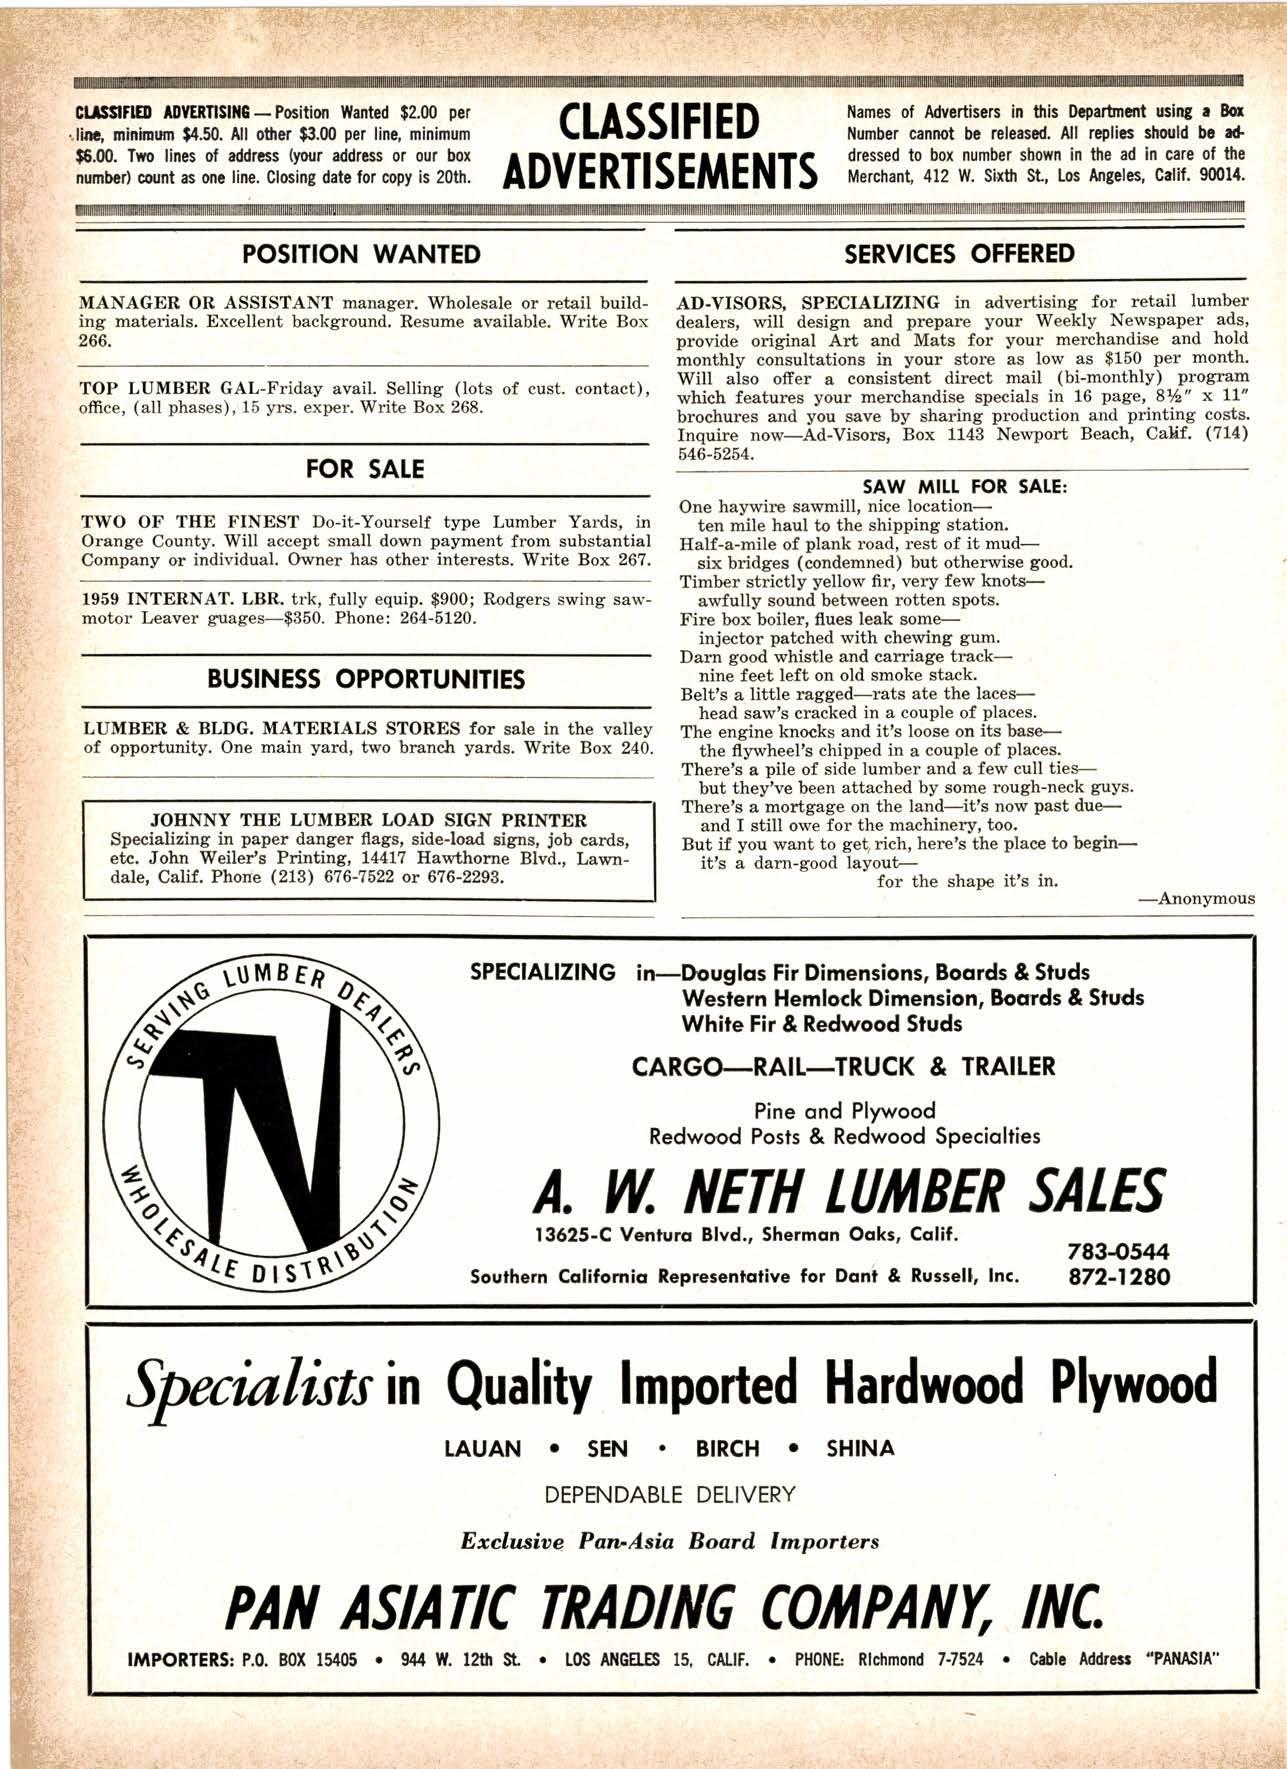 CLASSIFIED ADVERTISING — Position Wanted $2.00 per
line, minimum $4.50. All other $3.00 per line, minimum
$6.00. Two lines of address (your address or our box
number) count as one line. Closing date for copy is 20th.
CLASSIFIED
ADVERTISEMENTS
Names of Advertisers in this Department using a Box
Number cannot be released. All replies should be ad-
dressed to box number shown in the ad in care of the
Merchant, 412 W. Sixth St., Los Angeles, Calif. 90014.
POSITION WANTED
MANAGER OR ASSISTANT manager. Wholesale or retail build-
ing materials. Excellent background. Resume available. Write Box
266.
TOP LUMBER GAL-Friday avail. Selling (lots of cust. contact),
office, (all phases), 15 yrs. exper. Write Box 268.
FOR SALE
TWO OF THE FINEST Do-it-Yourself type Lumber Yards, in
Orange County. Will accept small down payment from substantial
Company or individual. Owner has other interests. Write Box 267.
1959 INTERNAT. LBR. trk, fully equip. $900; Rodgers swing saw-
motor Leaver guages—$350. Phone: 264-5120.
BUSINESS OPPORTUNITIES
LUMBER & BLDG. MATERIALS STORES for sale in the valley
of opportunity. One main yard, two branch yards. Write Box 240.
JOHNNY THE LUMBER LOAD SIGN PRINTER
Specializing in paper danger flags, side-load signs, job cards,
etc. John Weiler's Printing, 14417 Hawthorne Blvd., Lawn-
dale, Calif. Phone (213) 676-7522 or 676-2293.
SERVICES OFFERED
AD-VISORS, SPECIALIZING in advertising for retail lumber
dealers, will design and prepare your Weekly Newspaper ads,
provide original Art and Mats for your merchandise and hold
monthly consultations in your store as low as $150 per month.
Will also offer a consistent direct mail (bi-monthly) program
which features your merchandise specials in 16 page, 8½″ x 11″
brochures and you save by sharing production and printing costs.
Inquire now—Ad-Visors, Box 1143 Newport Beach, Calif. (714)
546-5254.
SAW MILL FOR SALE:
One haywire sawmill, nice location—
ten mile haul to the shipping station.
Half-a-mile of plank road, rest of it mud—
six bridges (condemned) but otherwise good.
Timber strictly yellow fir, very few knots—
awfully sound between rotten spots.
Fire box boiler, flues leak some—
injector patched with chewing gum.
Darn good whistle and carriage track—
nine feet left on old smoke stack.
Belt's a little ragged—rats ate the laces—
head saw's cracked in a couple of places.
The engine knocks and it's loose on its base—
the flywheel's chipped in a couple of places.
There's a pile of side lumber and a few cull ties—
but they've been attached by some rough-neck guys.
There's a mortgage on the land—it's now past due—
and I still owe for the machinery, too.
But if you want to get rich, here's the place to begin—
it's a darn-good layout—
for the shape it's in.
—Anonymous
SERVING LUMBER DEALERS
N
WHOLESALE DISTRIBUTION
SPECIALIZING in—Douglas Fir Dimensions, Boards & Studs
Western Hemlock Dimension, Boards & Studs
White Fir & Redwood Studs
CARGO—RAIL—TRUCK & TRAILER
Pine and Plywood
Redwood Posts & Redwood Specialties
A. W. NETH LUMBER SALES
13625-C Ventura Blvd., Sherman Oaks, Calif.
783-0544
Southern California Representative for Dant & Russell, Inc. 872-1280
Specialists in Quality Imported Hardwood Plywood
LAUAN • SEN • BIRCH • SHINA
DEPENDABLE DELIVERY
Exclusive Pan-Asia Board Importers
PAN ASIATIC TRADING COMPANY, INC.
IMPORTERS: P.O. BOX 15405 • 944 W. 12th St. • LOS ANGELES 15, CALIF. • PHONE: RIchmond 7-7524 • Cable Address "PANASIA"